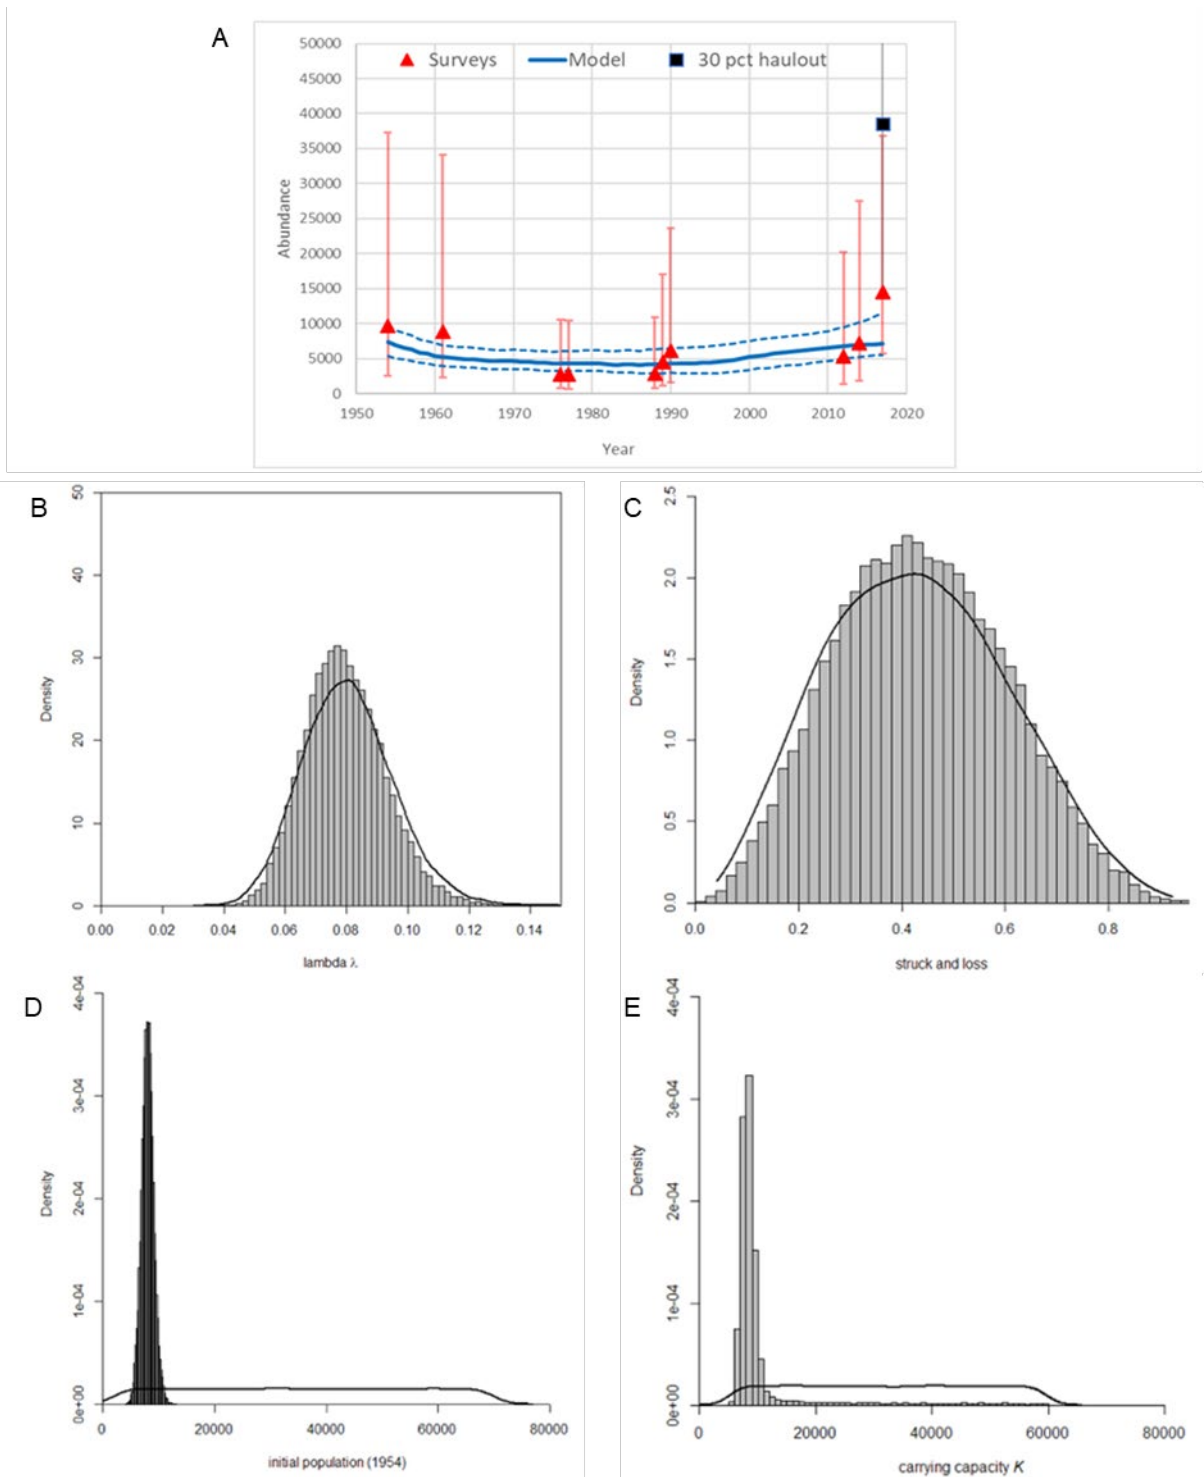 A
50000
Surveys Model 30 pct haulout
45000
40000
35000
30000
25000
20000
15000
10000
5000
0
Abundance
1950 1960 1970 1980 1990 2000 2010 2020
Year
B
50
40
30
20
10
0
Density
0.00 0.02 0.04 0.06 0.08 0.10 0.12 0.14
lambda λ
C
2.5
2.0
1.5
1.0
0.5
0.0
Density
0.0 0.2 0.4 0.6 0.8
struck and loss
D
4e-04
3e-04
2e-04
1e-04
0e+00
Density
0 20000 40000 60000 80000
initial population (1954)
E
4e-04
3e-04
2e-04
1e-04
0e+00
Density
0 20000 40000 60000 80000
carrying capacity K